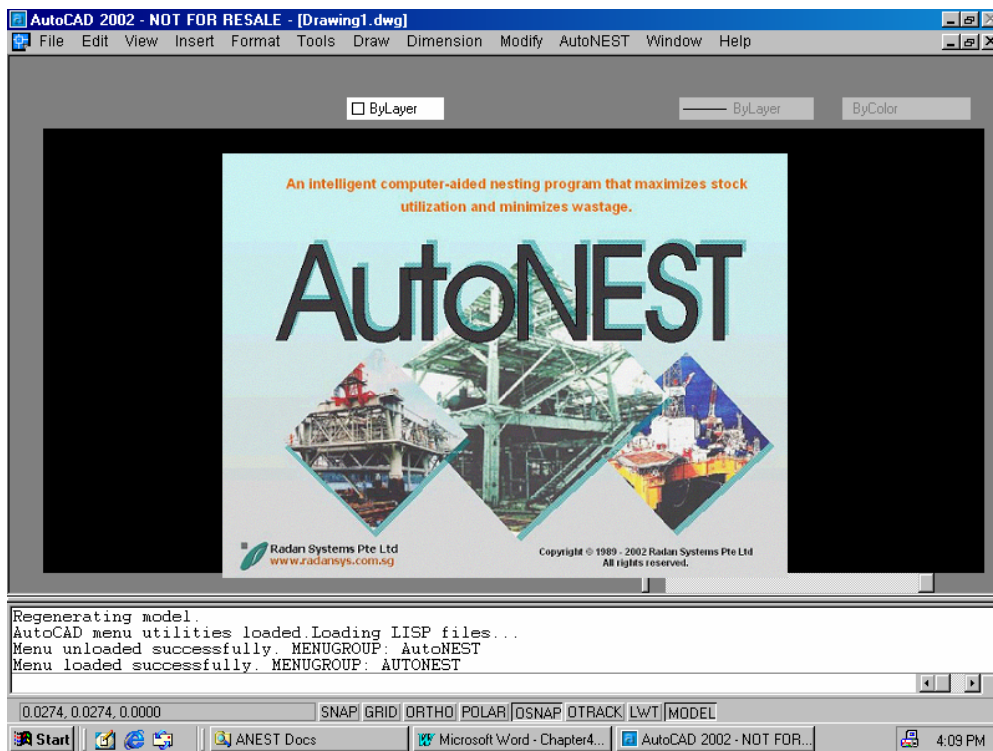 AutoCAD 2002 - NOT FOR RESALE - [Drawing1.dwg]
File Edit View Insert Format Tools Draw Dimension Modify AutoNEST Window Help
ByLayer ByLayer ByColor
An intelligent computer-aided nesting program that maximizes stock
utilization and minimizes wastage.
AutoNEST
Radan Systems Pte Ltd
www.radansys.com.sg
Copyright © 1989 - 2002 Radan Systems Pte Ltd
All rights reserved.
Regenerating model.
AutoCAD menu utilities loaded.Loading LISP files...
Menu unloaded successfully. MENUGROUP: AutoNEST
Menu loaded successfully. MENUGROUP: AUTONEST
0.0274, 0.0274, 0.0000 SNAP GRID ORTHO POLAR OSNAP OTRACK LWT MODEL
Start ANEST Docs Microsoft Word - Chapter4... AutoCAD 2002 - NOT FOR... 4:09 PM